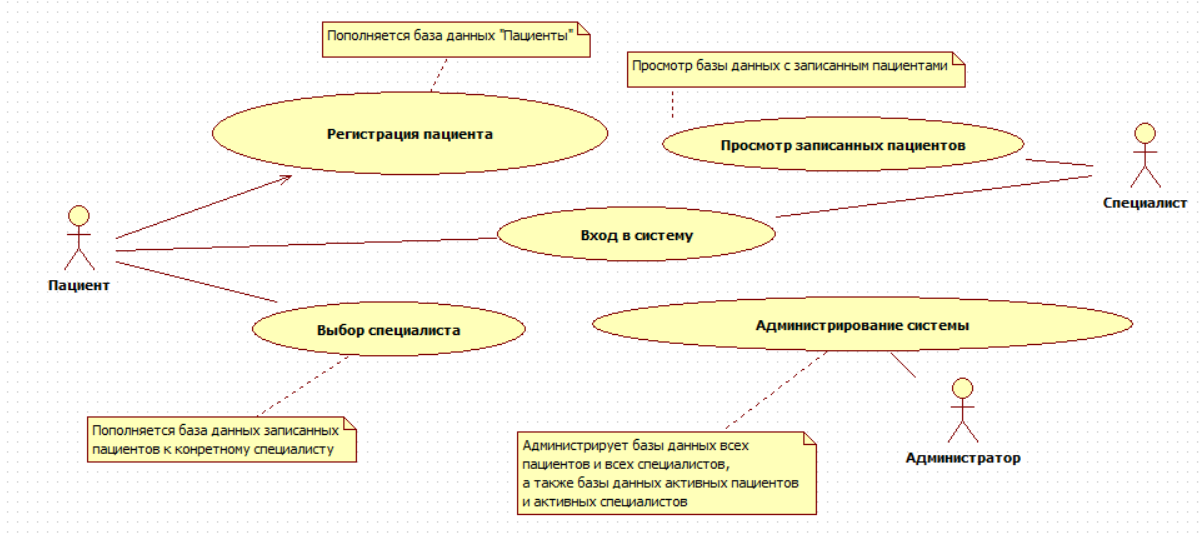 Пополняется база данных "Пациенты"
Просмотр базы данных с записанным пациентами
Регистрация пациента
Просмотр записанных пациентов
Специалист
Вход в систему
Пациент
Выбор специалиста
Администрирование системы
Пополняется база данных записанных
пациентов к конретному специалисту
Администрирует базы данных всех
пациентов и всех специалистов,
а также базы данных активных пациентов
и активных специалистов
Администратор